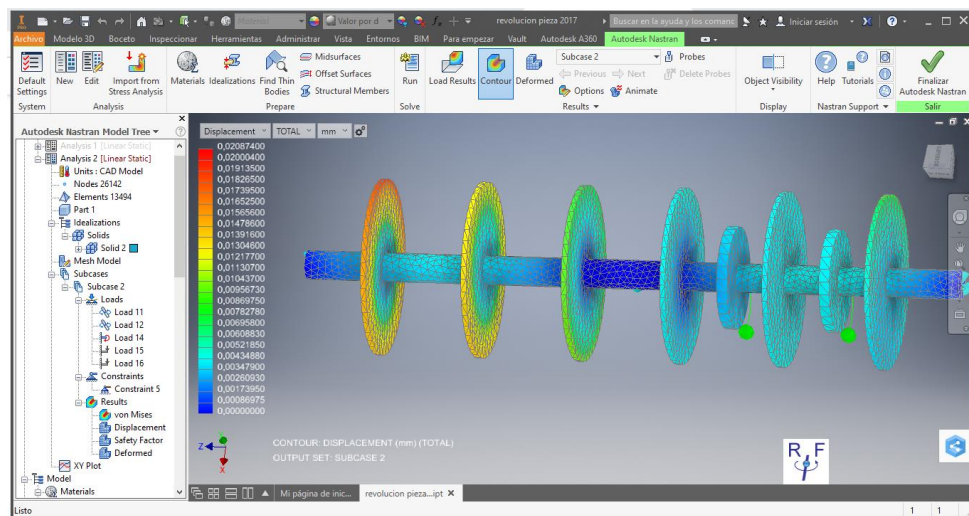 revolucion pieza 2017
Buscar en la ayuda y los comanc
Iniciar sesión
Material
Valor por d
Archivo Modelo 3D Boceto Inspeccionar Herramientas Administrar Vista Entornos BIM Para empezar Vault Autodesk A360 Autodesk Nastran
Default Settings
New
Edit
Import from Stress Analysis
Materials
Idealizations
Find Thin Bodies
Midsurfaces
Offset Surfaces
Structural Members
Run
Load Results
Contour
Deformed
Subcase 2
Previous
Next
Options
Animate
Probes
Delete Probes
Object Visibility
Help
Tutorials
Finalizar Autodesk Nastran
System
Analysis
Prepare
Solve
Results
Display
Nastran Support
Salir
Autodesk Nastran Model Tree
Analysis 1 [Linear Static]
Analysis 2 [Linear Static]
Units : CAD Model
Nodes 26142
Elements 13494
Part 1
Idealizations
Solids
Solid 2
Mesh Model
Subcases
Subcase 2
Loads
Load 11
Load 12
Load 14
Load 15
Load 16
Constraints
Constraint 5
Results
von Mises
Displacement
Safety Factor
Deformed
XY Plot
Model
Materials
Displacement
TOTAL
mm
0,02087400
0,02000400
0,01913500
0,01826500
0,01739500
0,01652500
0,01565600
0,01478600
0,01391600
0,01304600
0,01217700
0,01130700
0,01043700
0,00956730
0,00869750
0,00782780
0,00695800
0,00608830
0,00521850
0,00434880
0,00347900
0,00260930
0,00173950
0,00086975
0,00000000
Z
Y
X
CONTOUR: DISPLACEMENT (mm) (TOTAL)
OUTPUT SET: SUBCASE 2
R F
Mi página de inic...
revolucion pieza...ipt
Listo
1 1